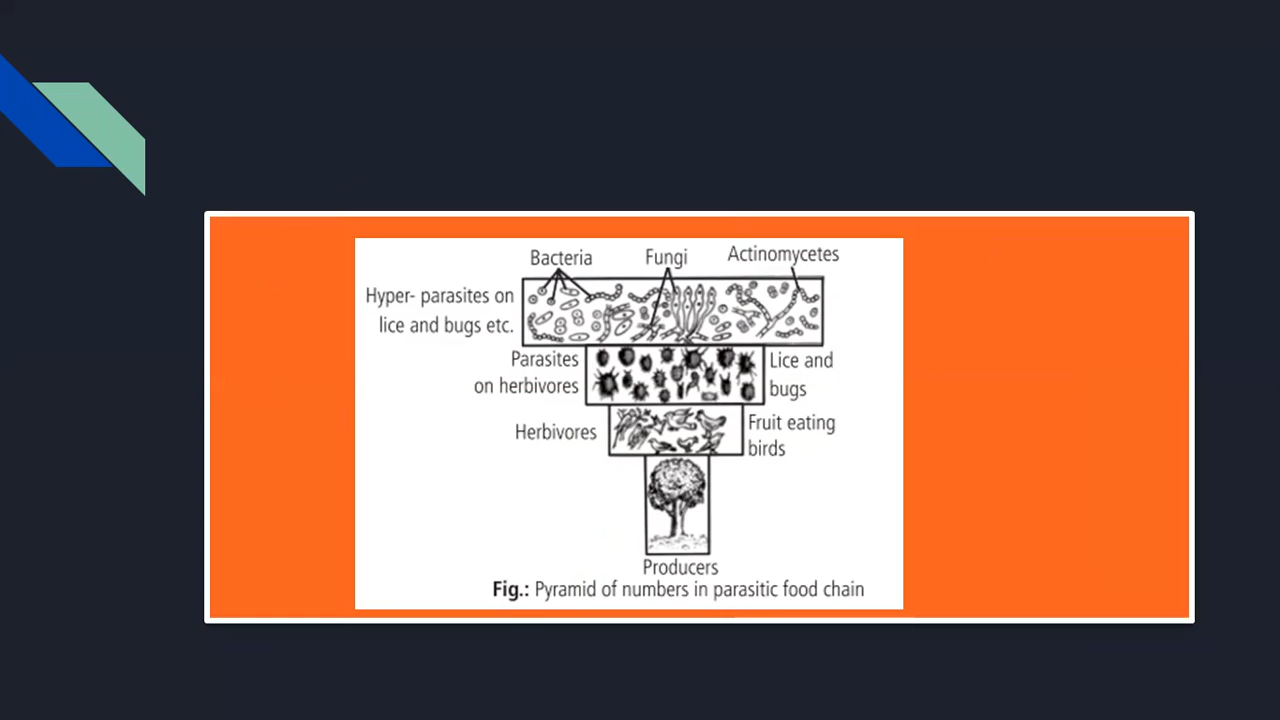 Bacteria Fungi Actinomycetes
Hyper- parasites on
lice and bugs etc.
Parasites
on herbivores
Lice and
bugs
Herbivores
Fruit eating
birds
Producers
Fig.: Pyramid of numbers in parasitic food chain